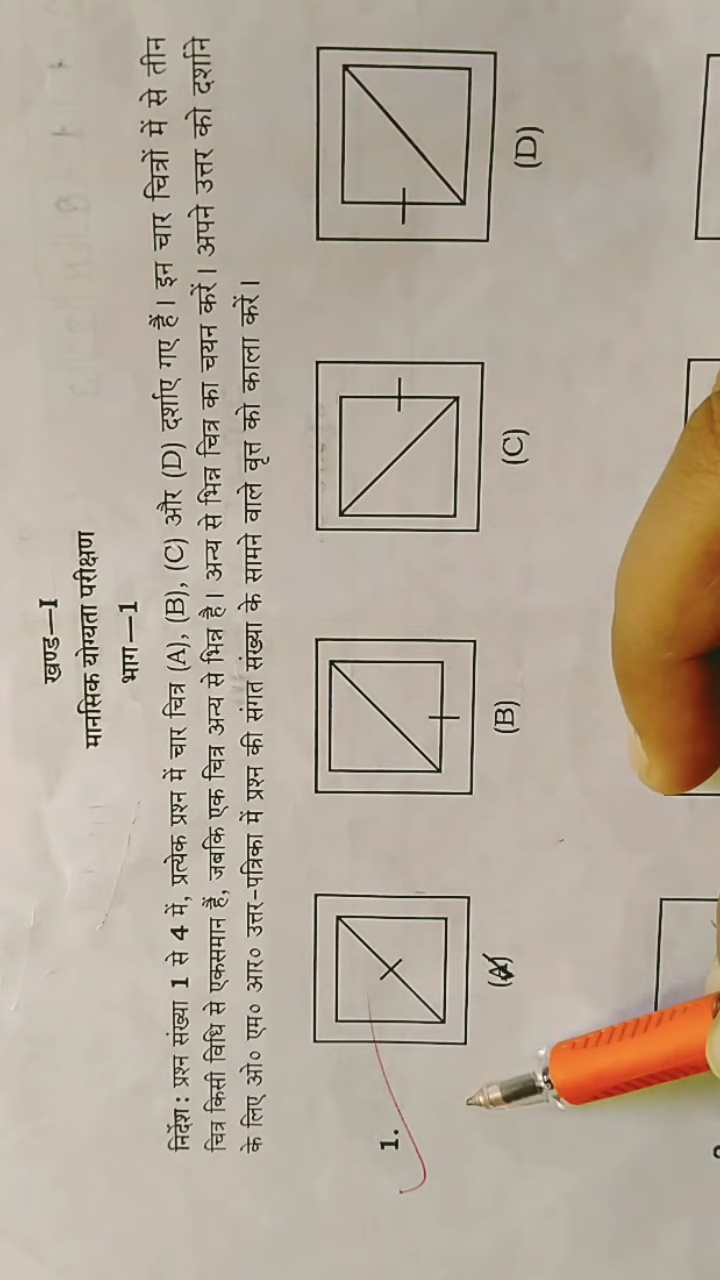 खण्ड—I
मानसिक योग्यता परीक्षण
भाग—1
निर्देश : प्रश्न संख्या 1 से 4 में, प्रत्येक प्रश्न में चार चित्र (A), (B), (C) और (D) दर्शाए गए हैं। इन चार चित्रों में से तीन
चित्र किसी विधि से एकसमान हैं, जबकि एक चित्र अन्य से भिन्न है। अन्य से भिन्न चित्र का चयन करें। अपने उत्तर को दर्शाने
के लिए ओ० एम० आर० उत्तर-पत्रिका में प्रश्न की संगत संख्या के सामने वाले वृत्त को काला करें।
1.
(A) (B) (C) (D)